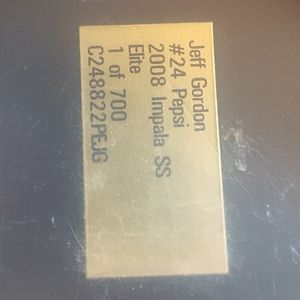 Jeff Gordon
#24 Pepsi
2008 Impala SS
Elite
1 of 700
C248822PEJG